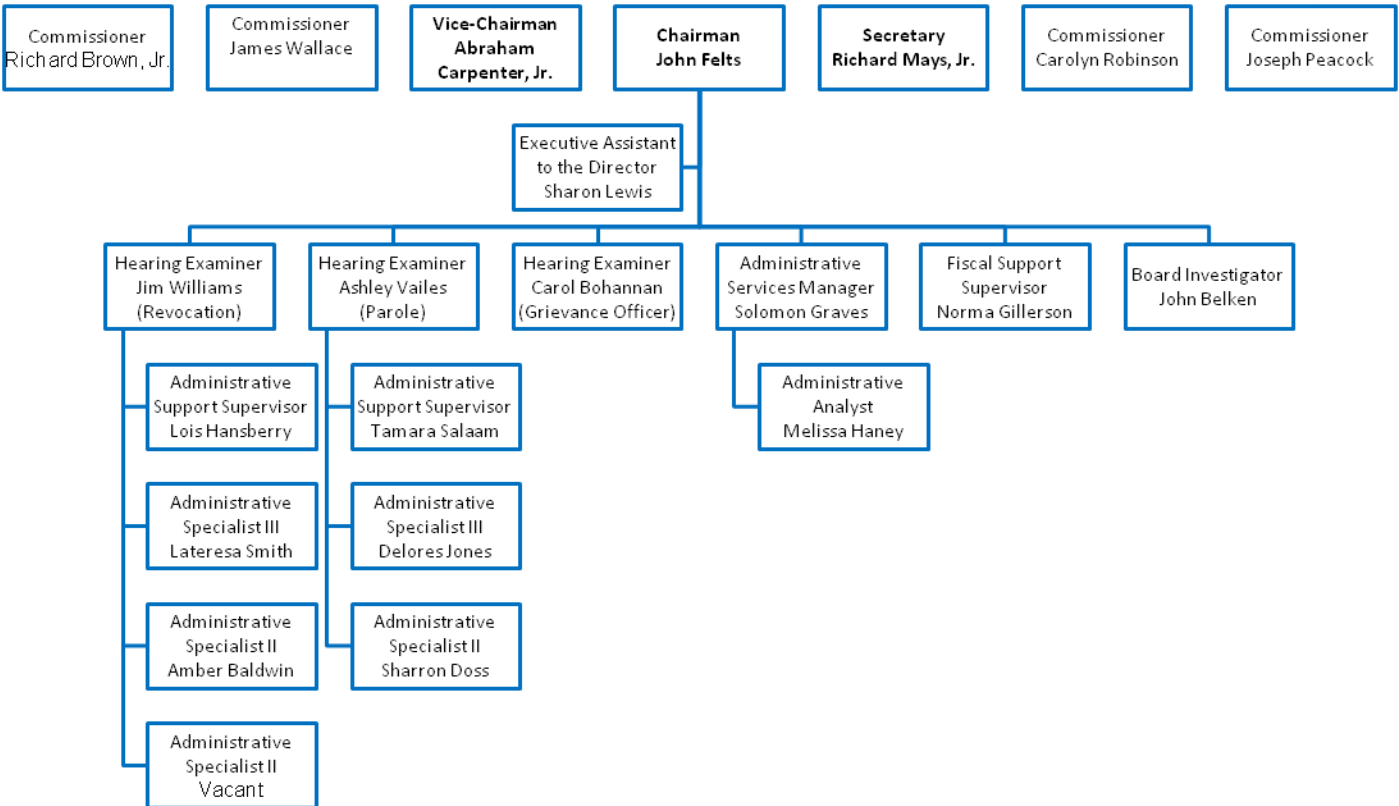 Commissioner
Richard Brown, Jr.
Commissioner
James Wallace
Vice-Chairman
Abraham
Carpenter, Jr.
Chairman
John Felts
Secretary
Richard Mays, Jr.
Commissioner
Carolyn Robinson
Commissioner
Joseph Peacock
Executive Assistant
to the Director
Sharon Lewis
Hearing Examiner
Jim Williams
(Revocation)
Hearing Examiner
Ashley Vailes
(Parole)
Hearing Examiner
Carol Bohannan
(Grievance Officer)
Administrative
Services Manager
Solomon Graves
Fiscal Support
Supervisor
Norma Gillerson
Board Investigator
John Belken
Administrative
Support Supervisor
Lois Hansberry
Administrative
Support Supervisor
Tamara Salaam
Administrative
Analyst
Melissa Haney
Administrative
Specialist III
Lateresa Smith
Administrative
Specialist III
Delores Jones
Administrative
Specialist II
Amber Baldwin
Administrative
Specialist II
Sharron Doss
Administrative
Specialist II
Vacant